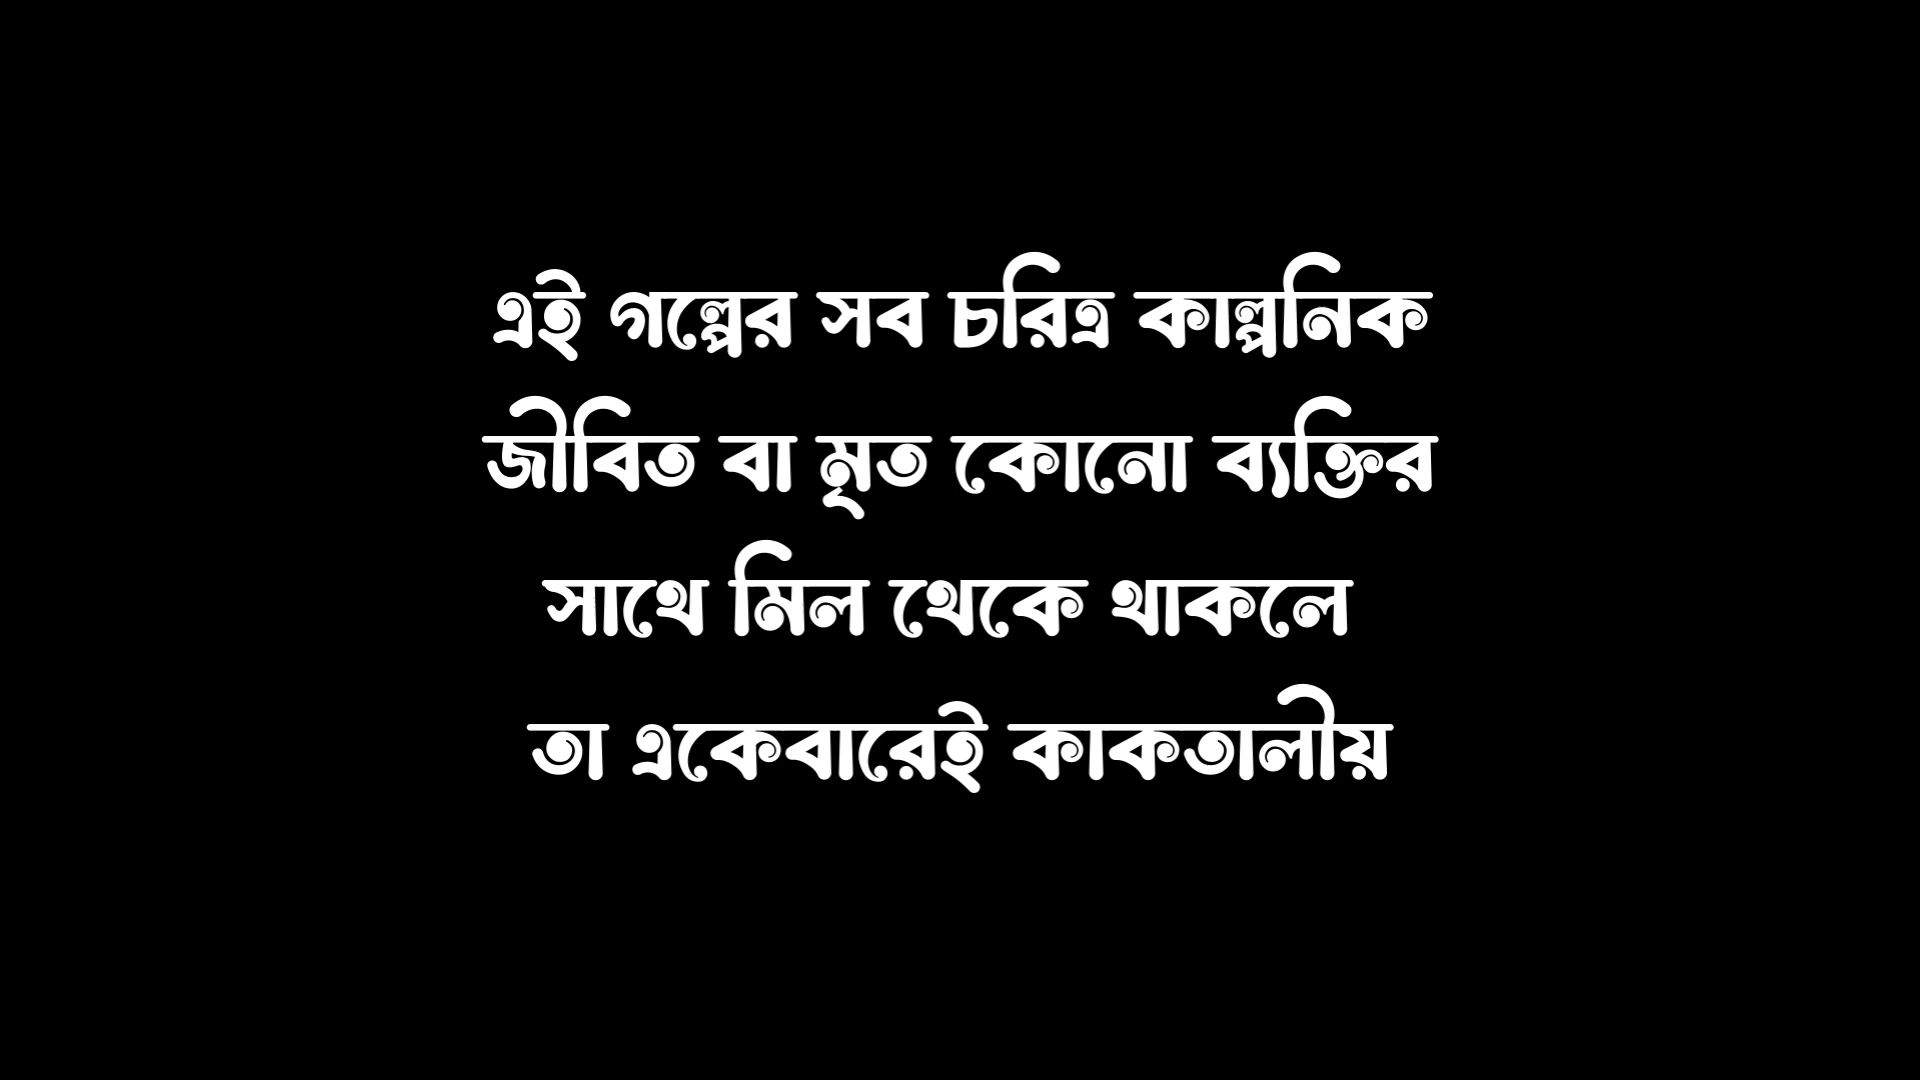 এই গল্পের সব চরিত্র কাল্পনিক
জীবিত বা মৃত কোনো ব্যক্তির
সাথে মিল থেকে থাকলে
তা একেবারেই কাকতালীয়